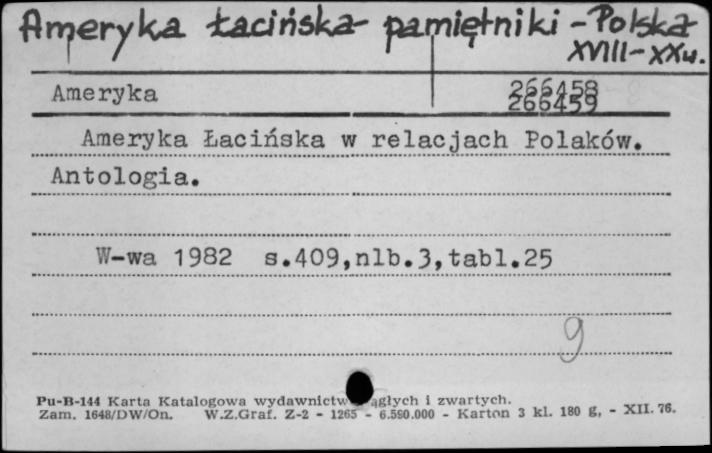 Ameryka Łacińska - pamiętniki - Polska
XVIII-XXw.
Ameryka
266458
266459
Ameryka Łacińska w relacjach Polaków.
Antologia.
W-wa 1982 s.409,nlb.3,tabl.25
9
Pu-B-144 Karta Katalogowa wydawnictw ągłych i zwartych.
Zam. 1648/DW/On. W.Z.Graf. Z-2 - 1265 - 6.590.000 - Karton 3 kl. 180 g, - XII. 76.